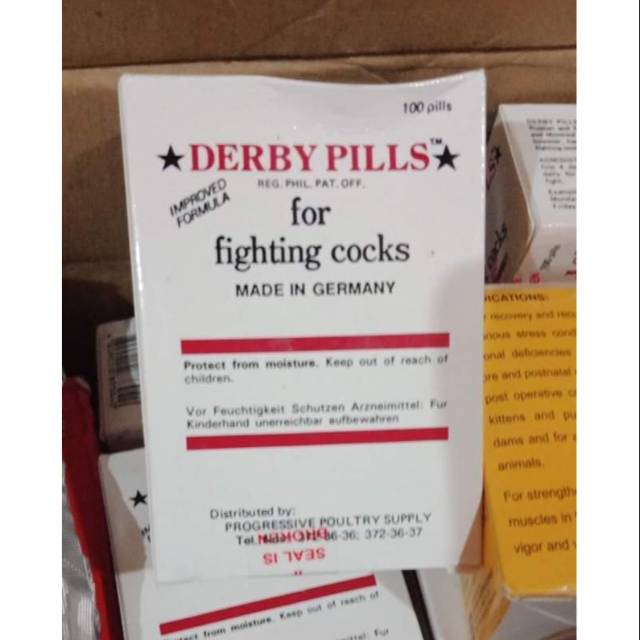 100 pills
★DERBY PILLS™★
REG. PHIL. PAT. OFF.
IMPROVED
FORMULA
for
fighting cocks
MADE IN GERMANY
Protect from moisture. Keep out of reach of
children.
Vor Feuchtigkeit Schutzen Arzneimittel: Fur
Kinderhand unerreichbar aufbewahren
Distributed by:
PROGRESSIVE POULTRY SUPPLY
36-36; 372-36-37
SEAL IS
BROKEN
ICATIONS:
recovery and
stress
deficiencies
and postnatal
post operative
kittens and
dams and for
animals.
For
muscles in
vigor and
from moisture. Keep out of reach of